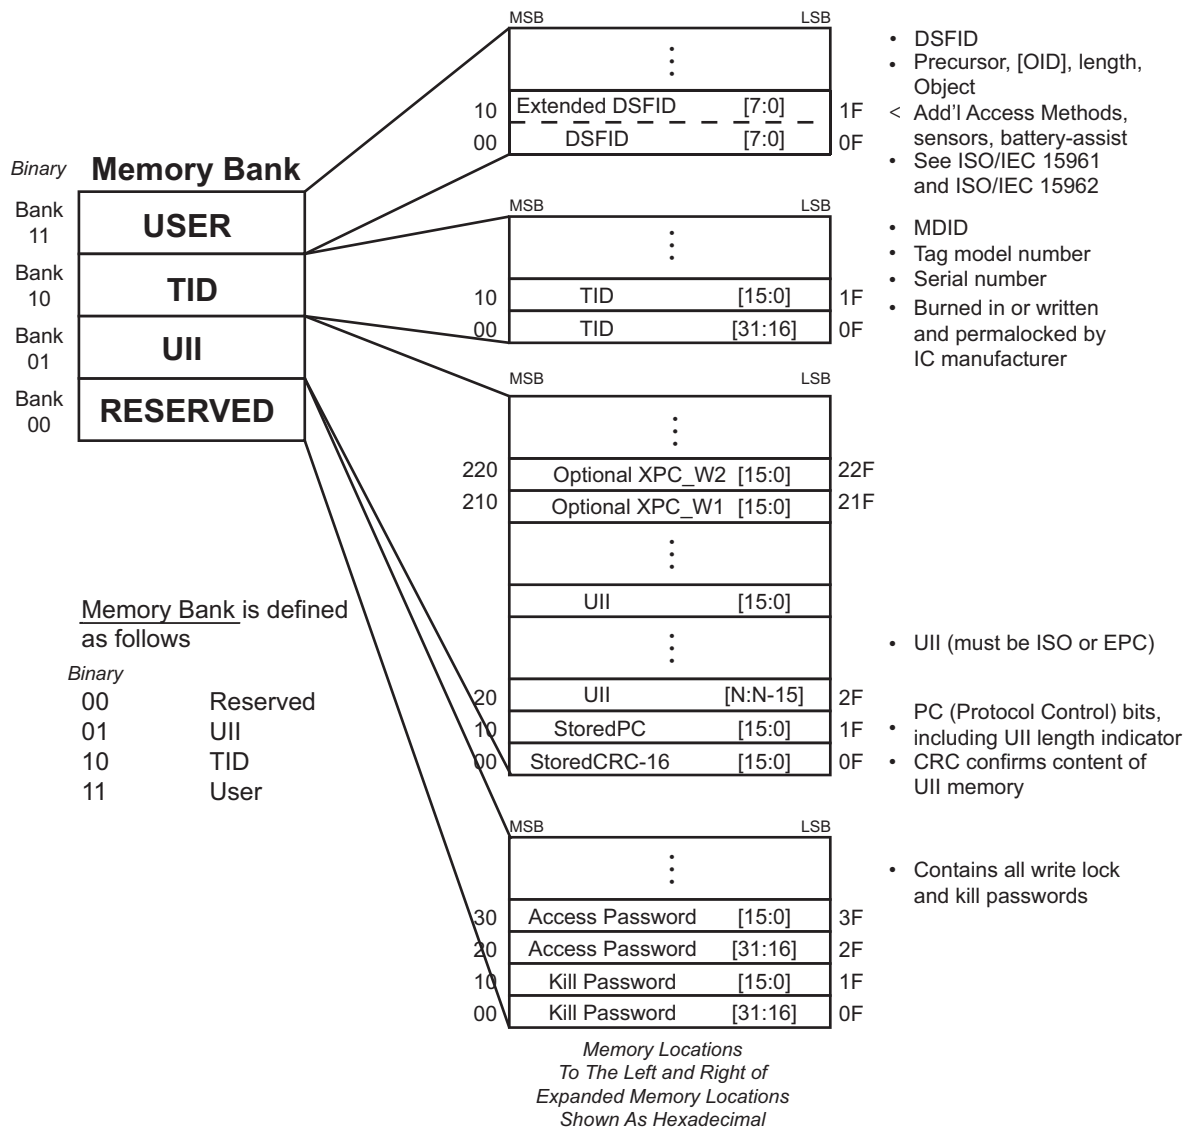 MSB LSB
10 Extended DSFID [7:0] 1F
00 DSFID [7:0] 0F
• DSFID
• Precursor, [OID], length,
Object
< Add'l Access Methods,
sensors, battery-assist
• See ISO/IEC 15961
and ISO/IEC 15962
Binary Memory Bank
Bank
11
USER
Bank
10
TID
Bank
01
UII
Bank
00
RESERVED
MSB LSB
10 TID [15:0] 1F
00 TID [31:16] 0F
• MDID
• Tag model number
• Serial number
• Burned in or written
and permalocked by
IC manufacturer
MSB LSB
220 Optional XPC_W2 [15:0] 22F
210 Optional XPC_W1 [15:0] 21F
UII [15:0]
20 UII [N:N-15] 2F
10 StoredPC [15:0] 1F
00 StoredCRC-16 [15:0] 0F
• UII (must be ISO or EPC)
• PC (Protocol Control) bits,
including UII length indicator
• CRC confirms content of
UII memory
Memory Bank is defined
as follows
Binary
00 Reserved
01 UII
10 TID
11 User
MSB LSB
30 Access Password [15:0] 3F
20 Access Password [31:16] 2F
10 Kill Password [15:0] 1F
00 Kill Password [31:16] 0F
• Contains all write lock
and kill passwords
Memory Locations
To The Left and Right of
Expanded Memory Locations
Shown As Hexadecimal